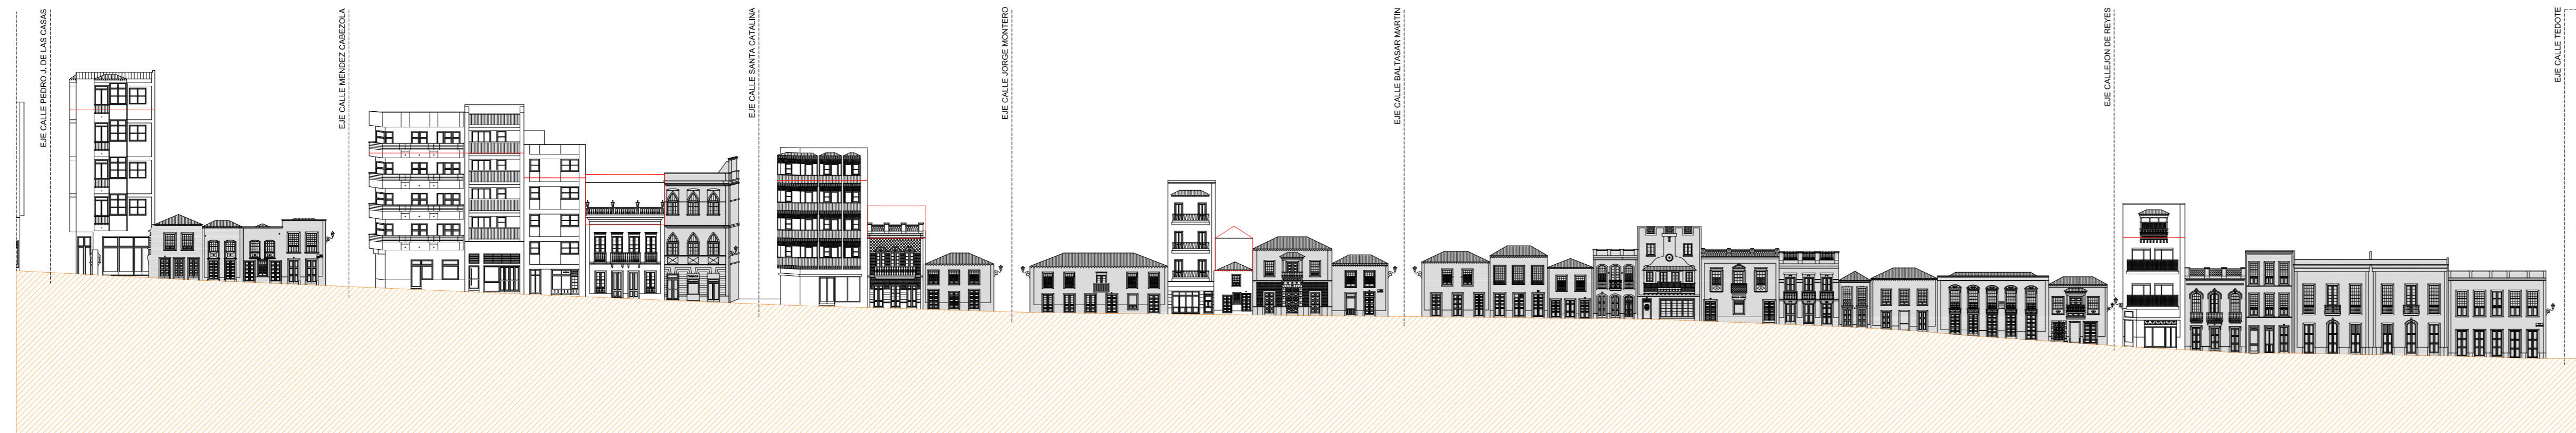 EJE CALLE PEDRO J. DE LAS CASAS
EJE CALLE MENDEZ CABEZOLA
EJE CALLE SANTA CATALINA
EJE CALLE JORGE MONTERO
EJE CALLE BALTASAR MARTIN
EJE CALLEJON DE REYES
EJE CALLE TEDOTE